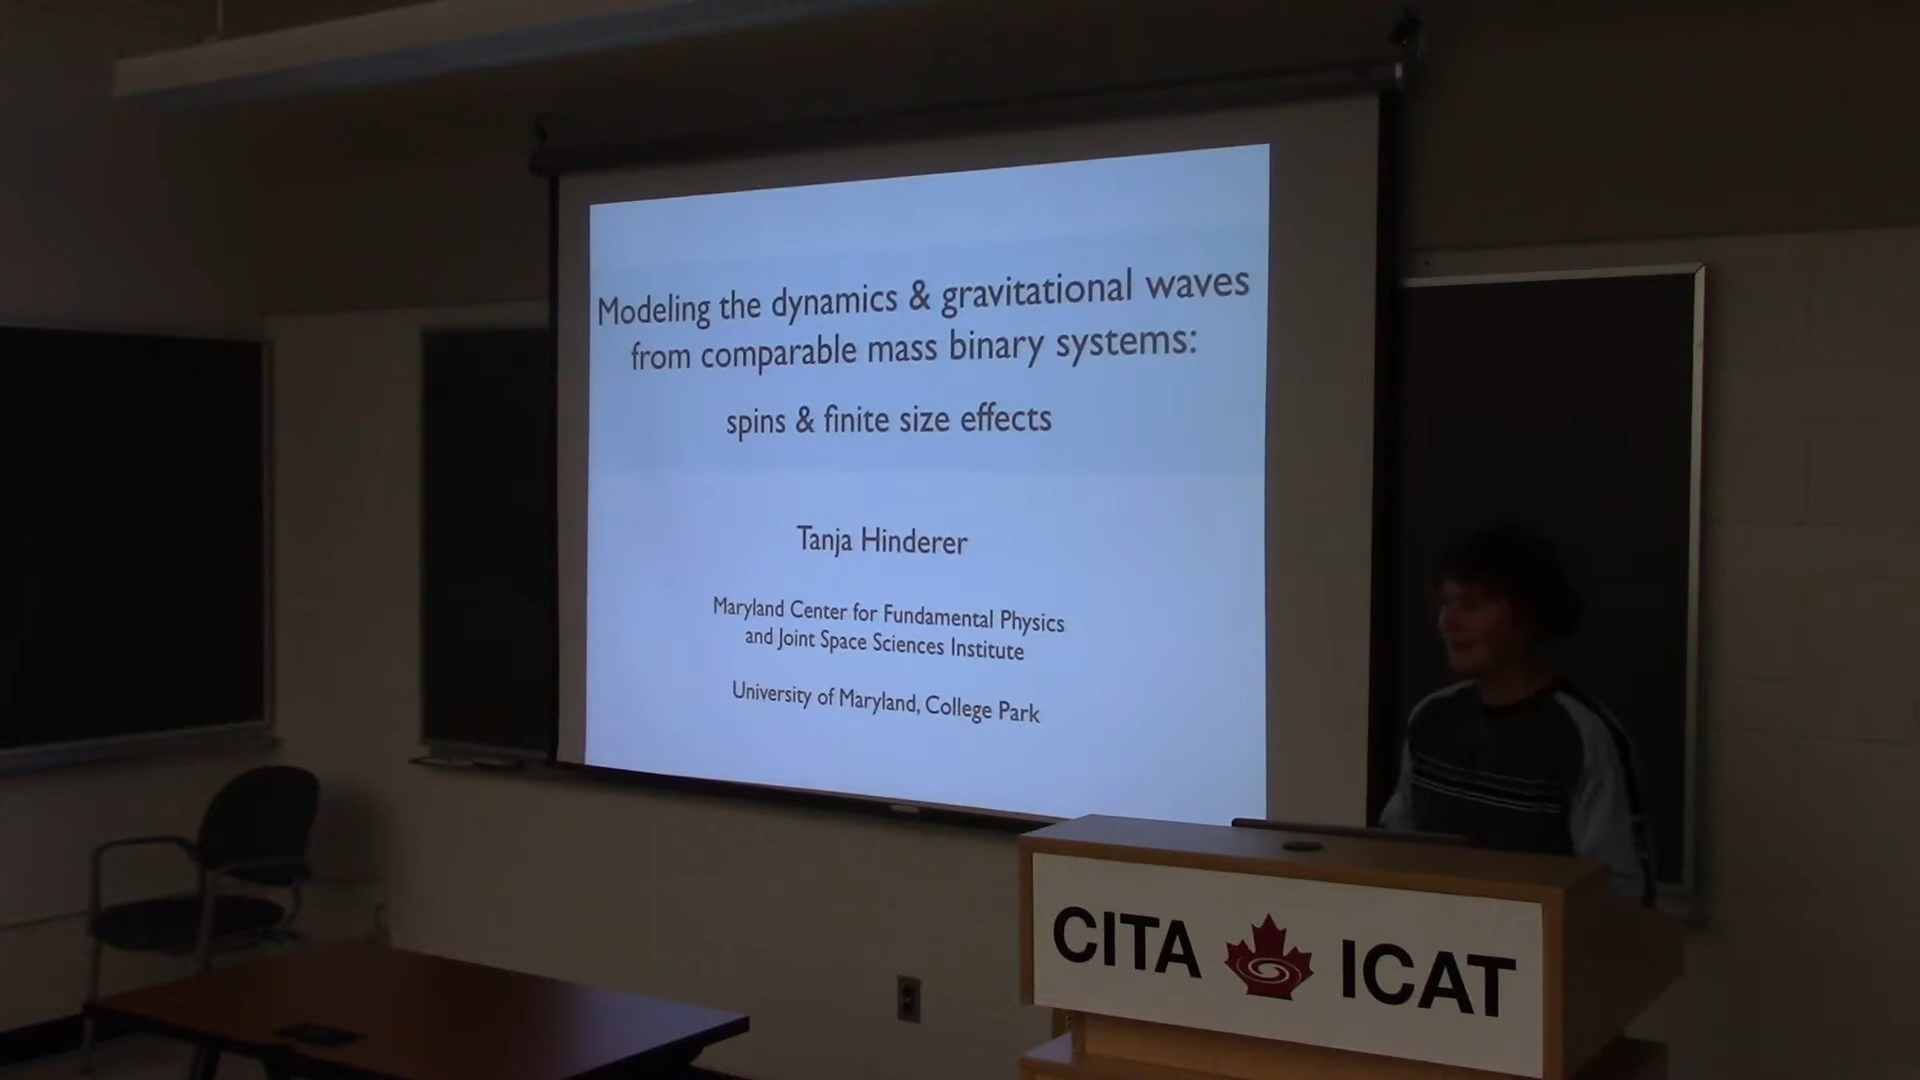 Modeling the dynamics & gravitational waves
from comparable mass binary systems:
spins & finite size effects
Tanja Hinderer
Maryland Center for Fundamental Physics
and Joint Space Sciences Institute
University of Maryland, College Park
CITA ICAT